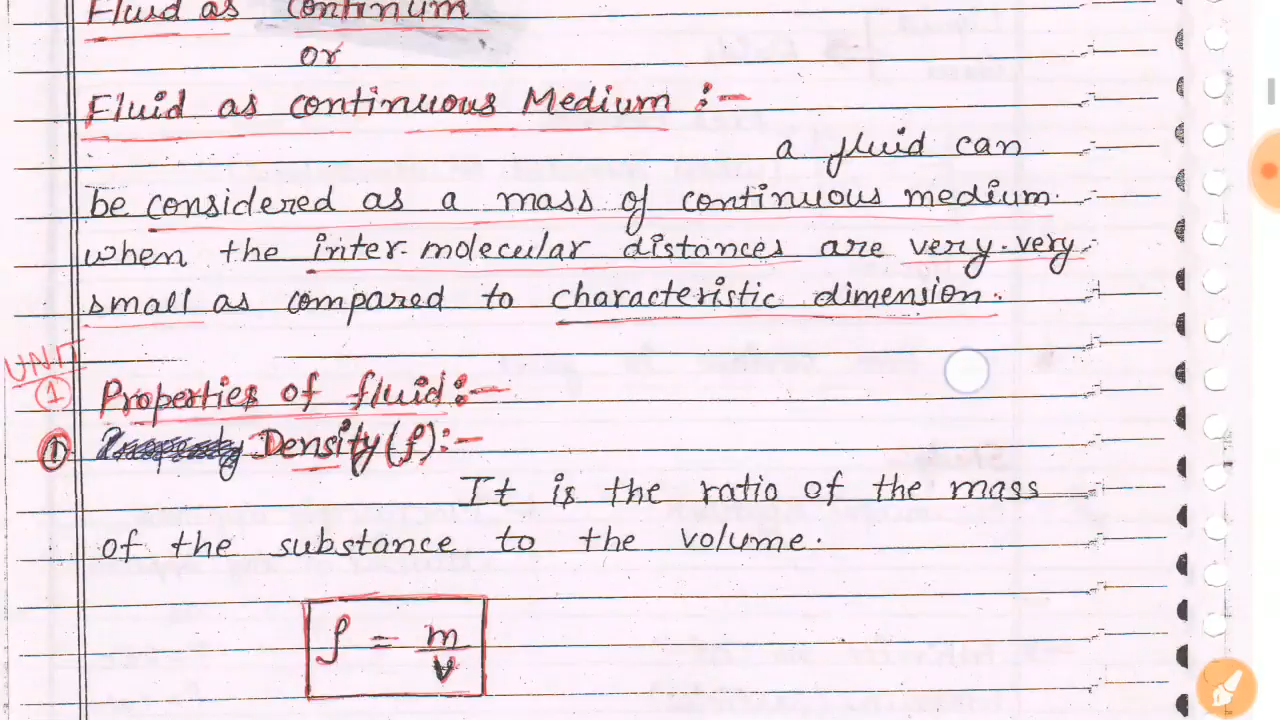 Fluid as Continum
or
Fluid as continuous Medium :-
a fluid can
be considered as a mass of continuous medium.
when the inter-molecular distances are very-very
small as compared to characteristic dimension.
UNIT
1
Properties of fluid:-
① Density (ρ):-
It is the ratio of the mass
of the substance to the volume.
ρ = m/v